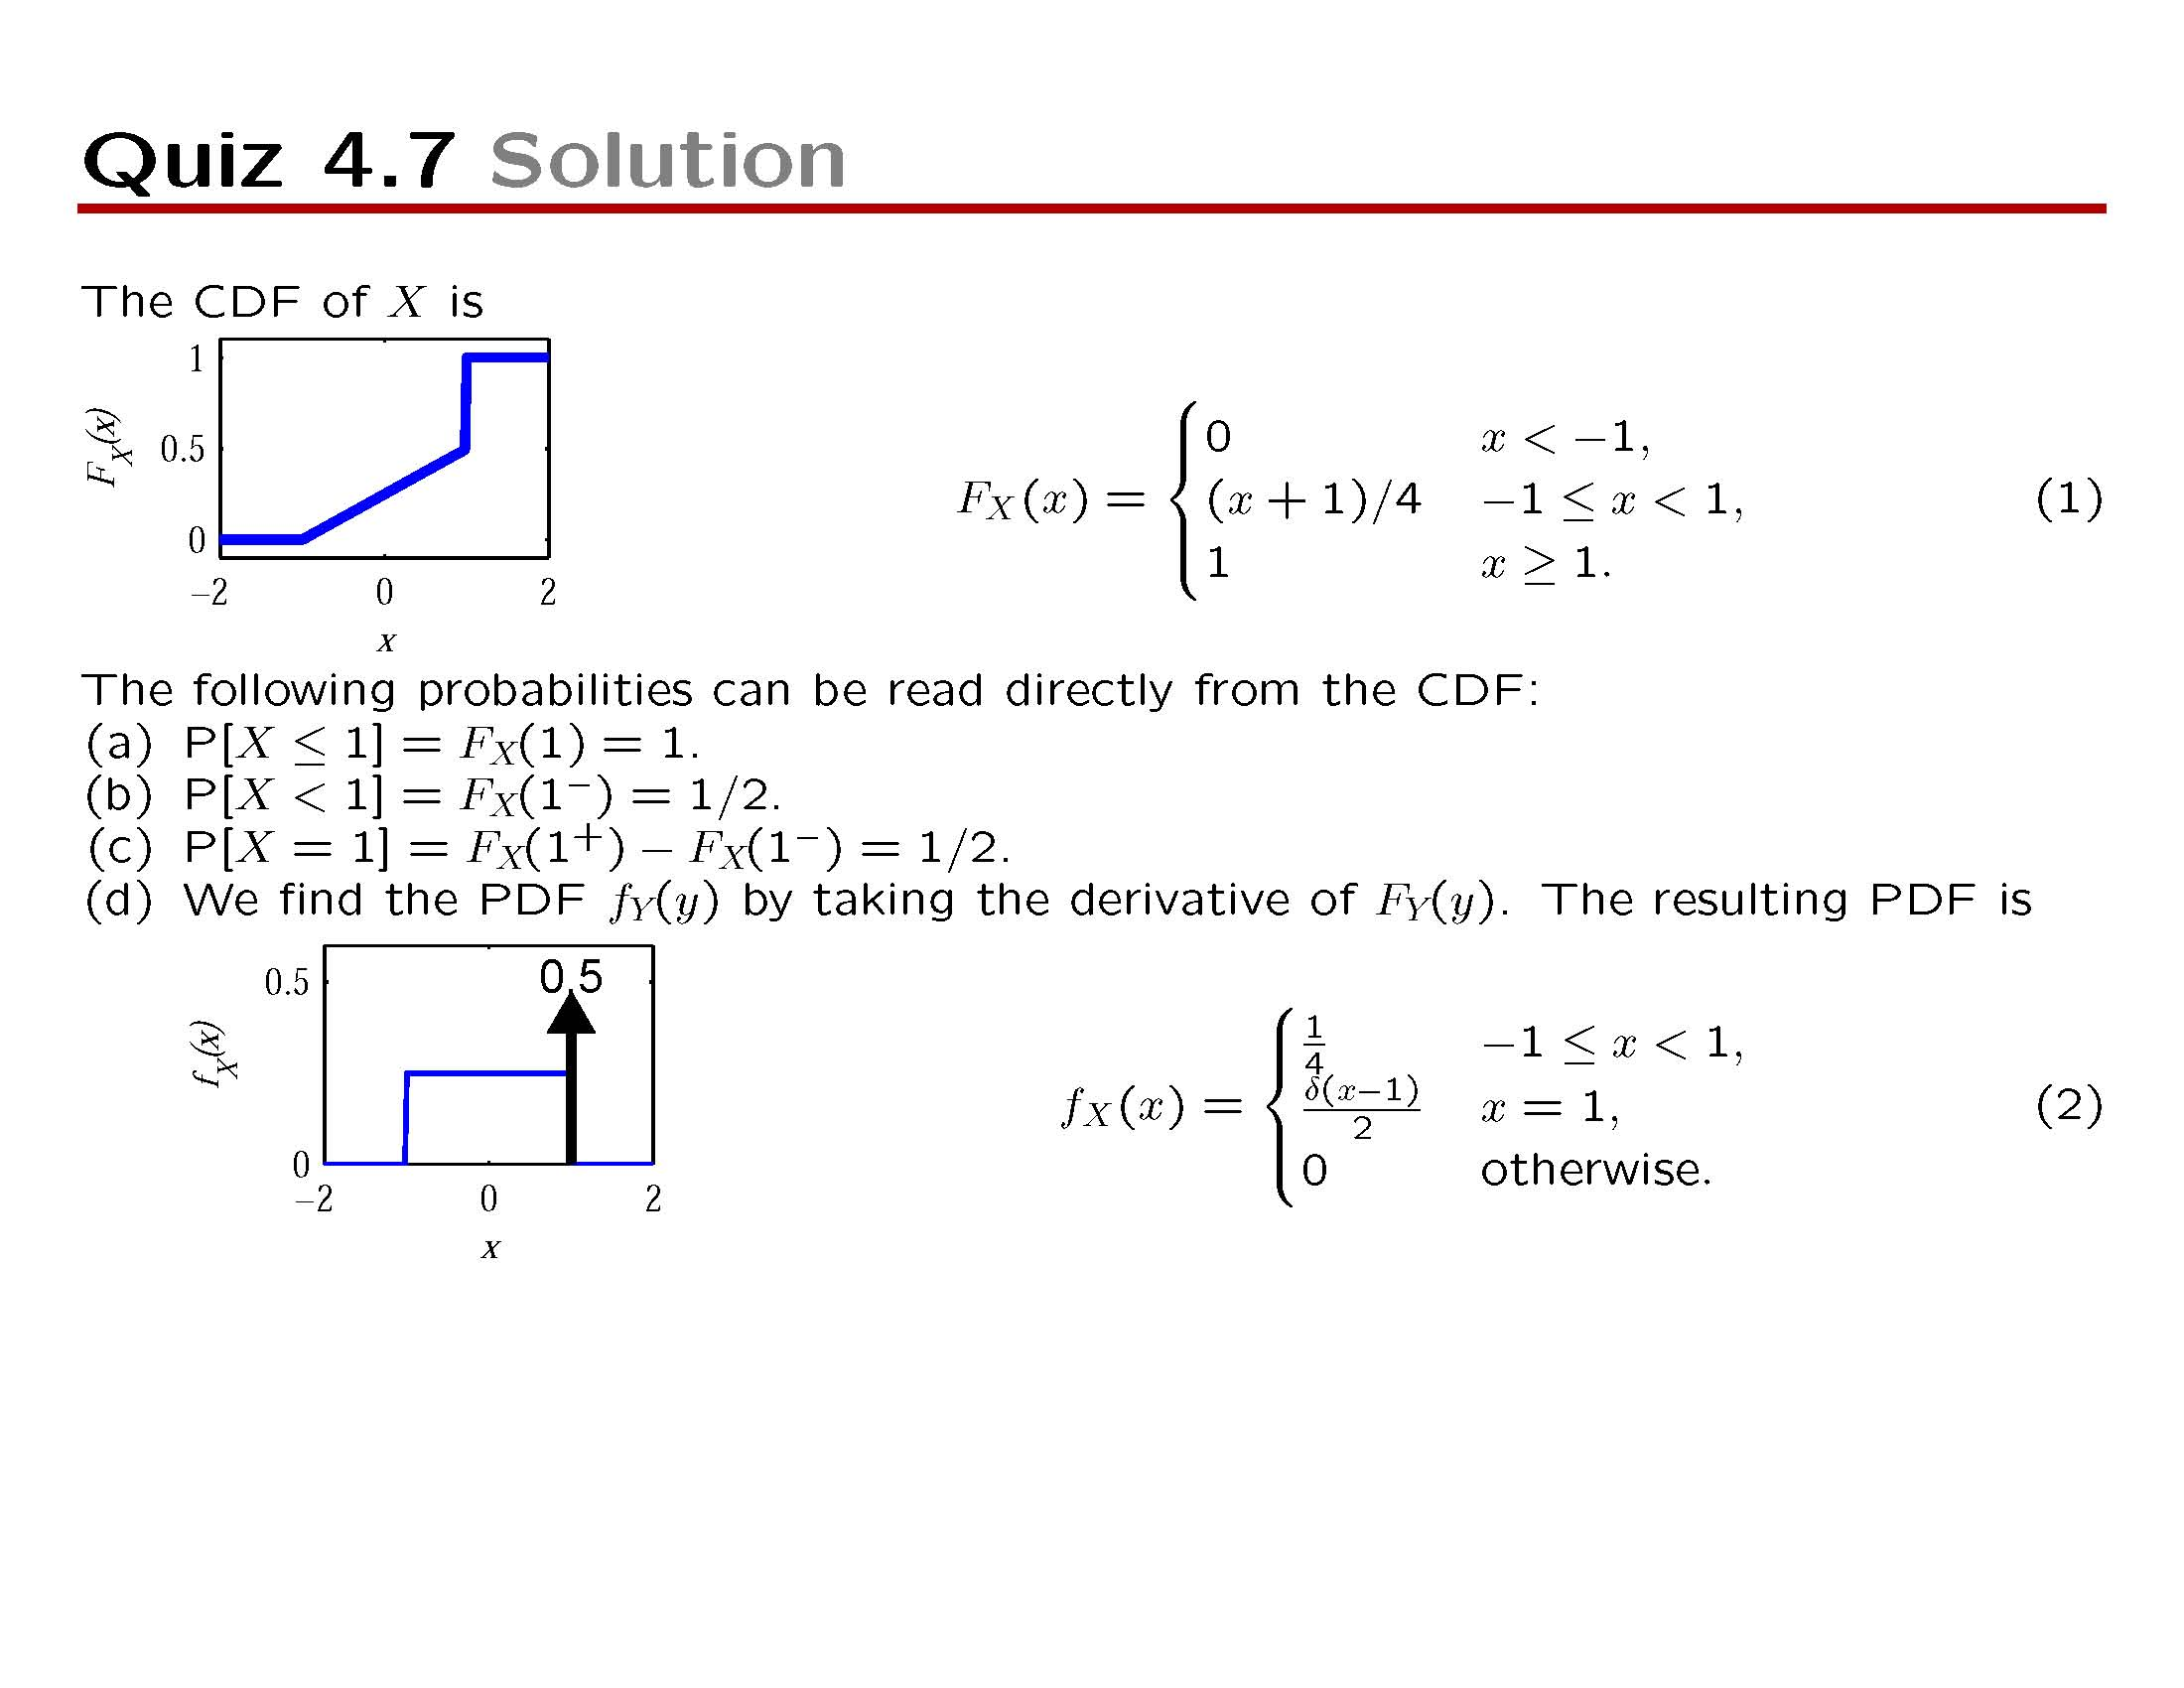 Quiz 4.7 Solution
The CDF of X is
1
0.5
0
F_X(x)
−2 0 2
x
F_X(x) = { 0 x < −1,
(x + 1)/4 −1 ≤ x < 1,
1 x ≥ 1.
(1)
The following probabilities can be read directly from the CDF:
(a) P[X ≤ 1] = F_X(1) = 1.
(b) P[X < 1] = F_X(1⁻) = 1/2.
(c) P[X = 1] = F_X(1⁺) − F_X(1⁻) = 1/2.
(d) We find the PDF f_Y(y) by taking the derivative of F_Y(y). The resulting PDF is
0.5
0.5
0
f_X(x)
−2 0 2
x
f_X(x) = { 1/4 −1 ≤ x < 1,
δ(x−1)/2 x = 1,
0 otherwise.
(2)